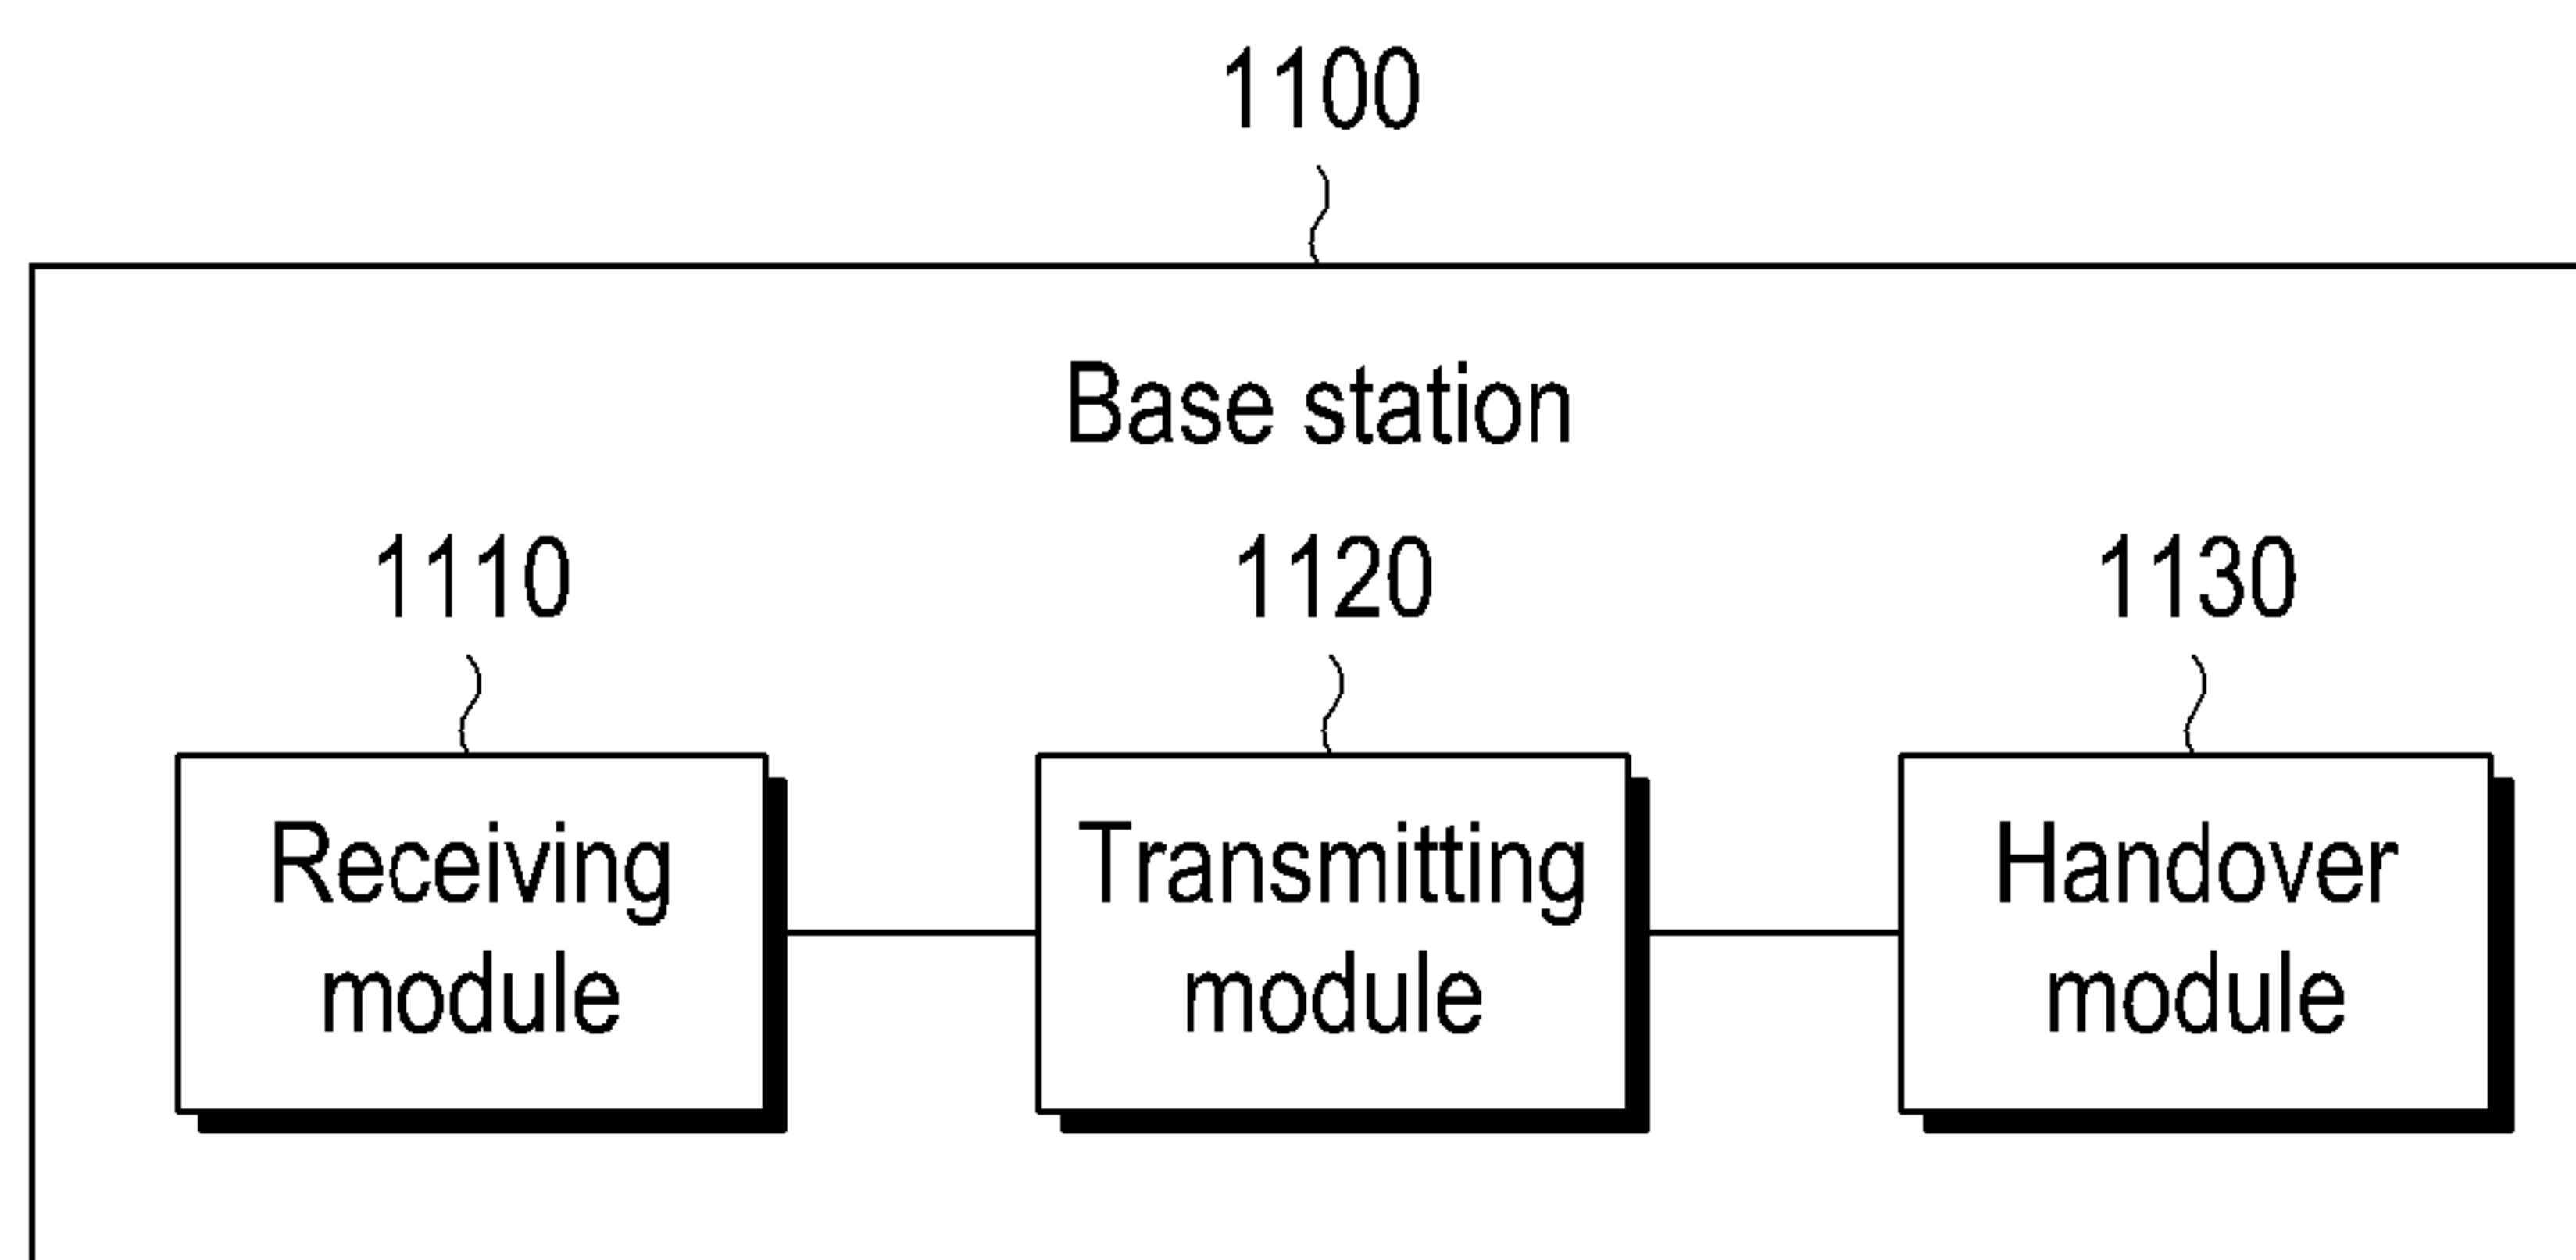 1100
Base station
1110
1120
1130
Receiving
module
Transmitting
module
Handover
module